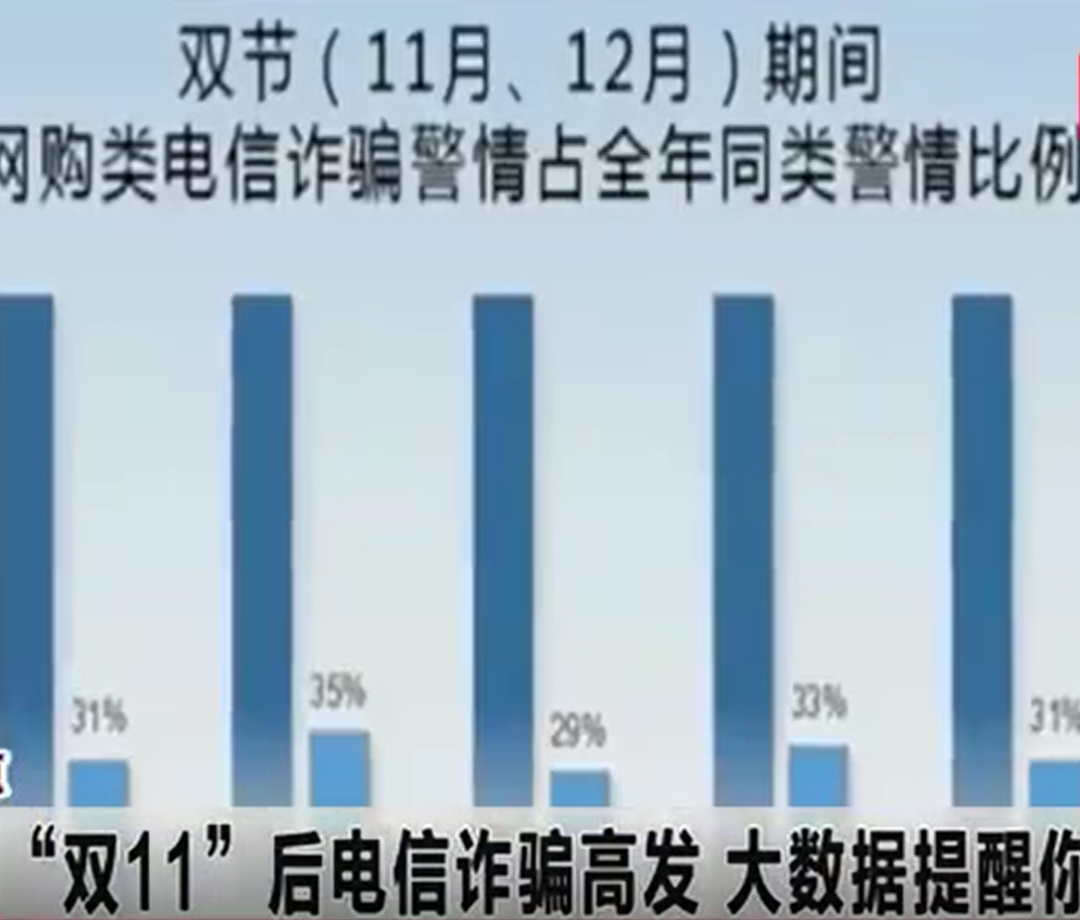 双节（11月、12月）期间
网购类电信诈骗警情占全年同类警情比例
31%
35%
29%
33%
31%
“双11”后电信诈骗高发 大数据提醒你